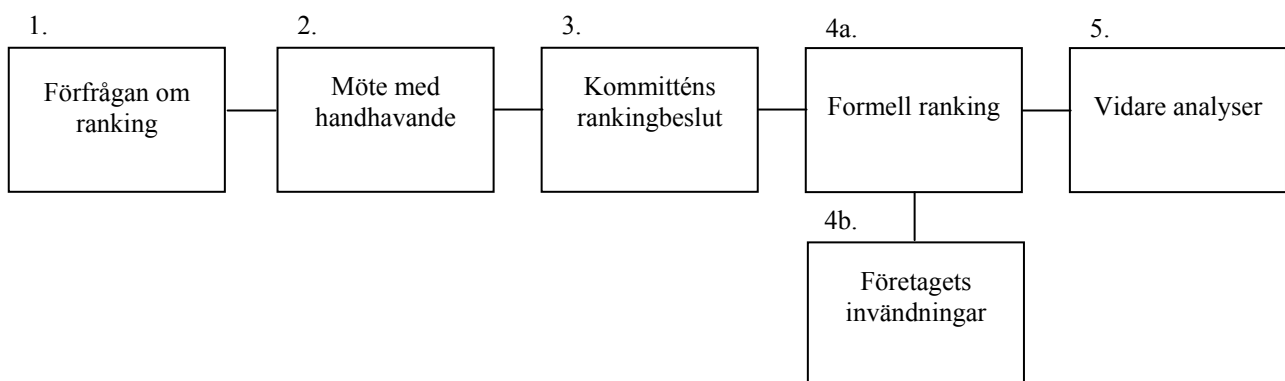 1.
Förfrågan om
ranking
2.
Möte med
handhavande
3.
Kommitténs
rankingbeslut
4a.
Formell ranking
5.
Vidare analyser
4b.
Företagets
invändningar